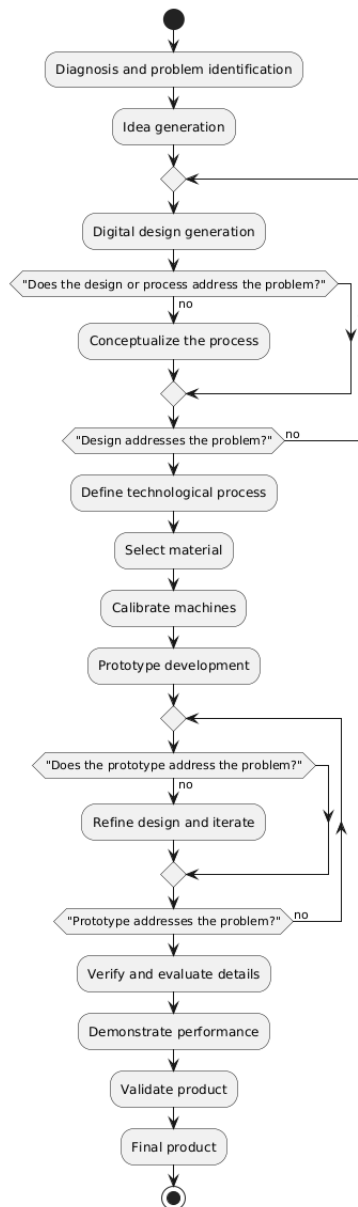 Diagnosis and problem identification
Idea generation
Digital design generation
"Does the design or process address the problem?"
no
Conceptualize the process
"Design addresses the problem?"
no
Define technological process
Select material
Calibrate machines
Prototype development
"Does the prototype address the problem?"
no
Refine design and iterate
"Prototype addresses the problem?"
no
Verify and evaluate details
Demonstrate performance
Validate product
Final product